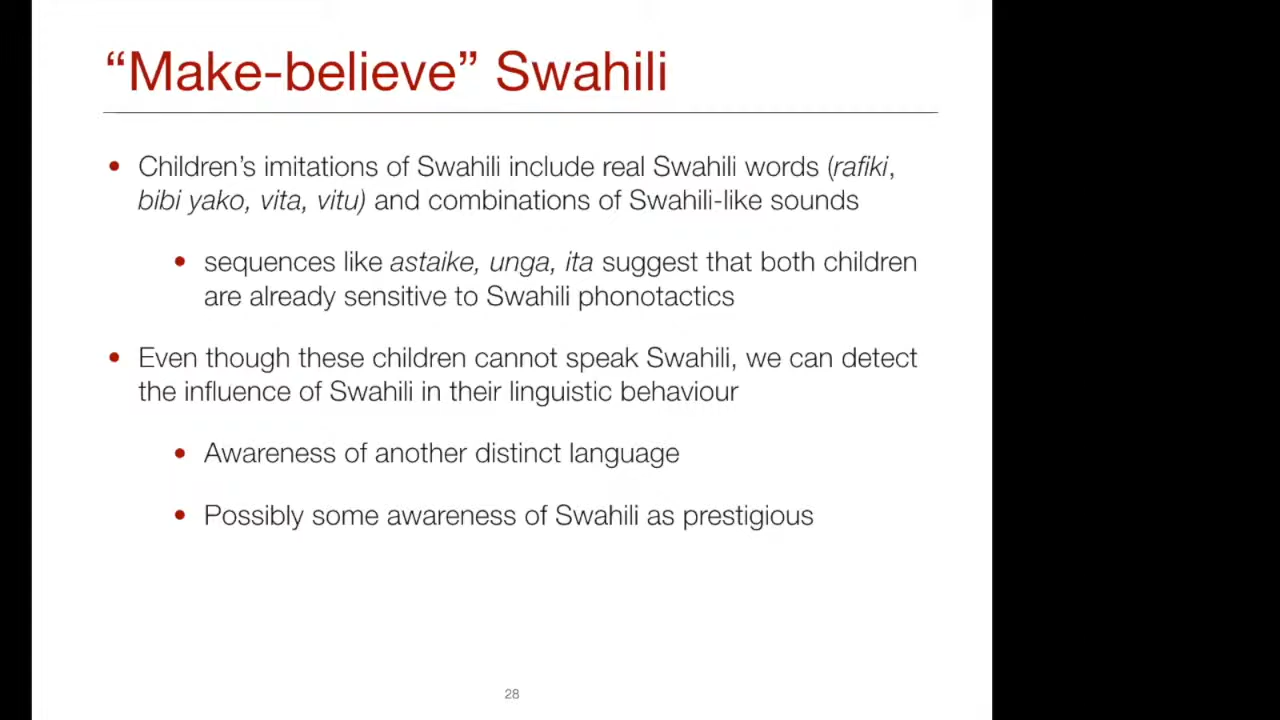 “Make-believe” Swahili
• Children’s imitations of Swahili include real Swahili words (rafiki,
bibi yako, vita, vitu) and combinations of Swahili-like sounds
• sequences like astaike, unga, ita suggest that both children
are already sensitive to Swahili phonotactics
• Even though these children cannot speak Swahili, we can detect
the influence of Swahili in their linguistic behaviour
• Awareness of another distinct language
• Possibly some awareness of Swahili as prestigious
28